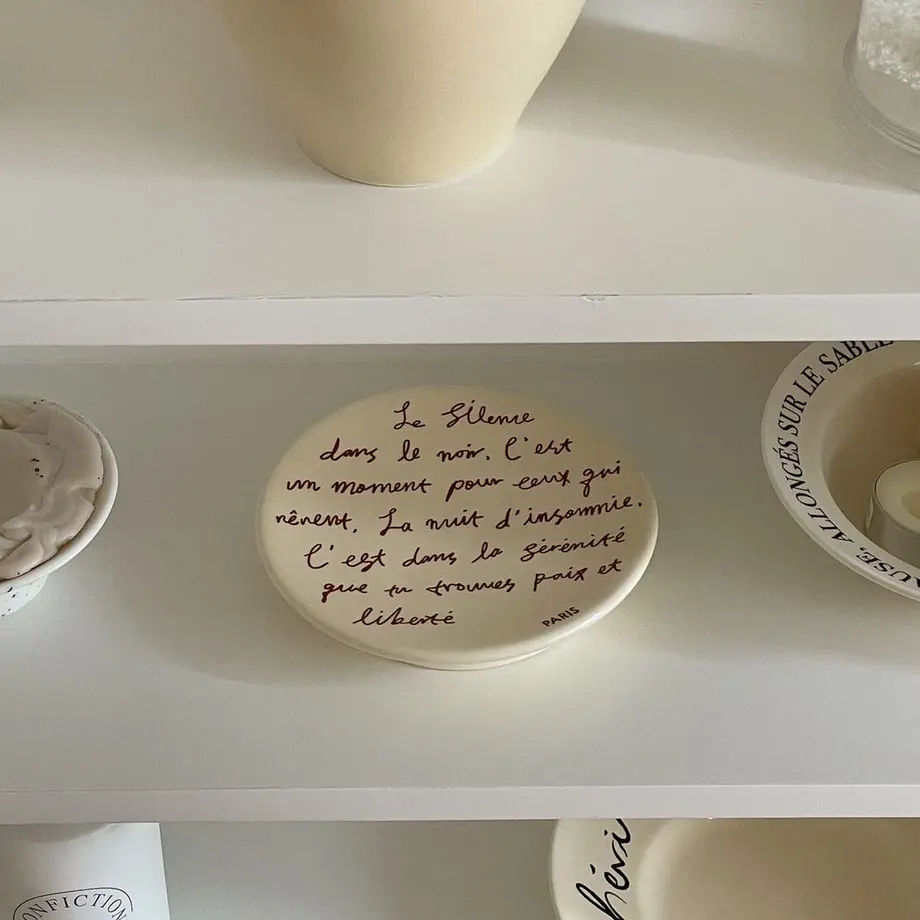 Le Silence
dans le noir. C'est
un moment pour ceux qui
rêvent. La nuit d'insomnie.
C'est dans la sérénité
que tu trouves paix et
liberté
PARIS
AUSE, ALLONGÉS SUR LE SABLE
ONFICTION
chéri